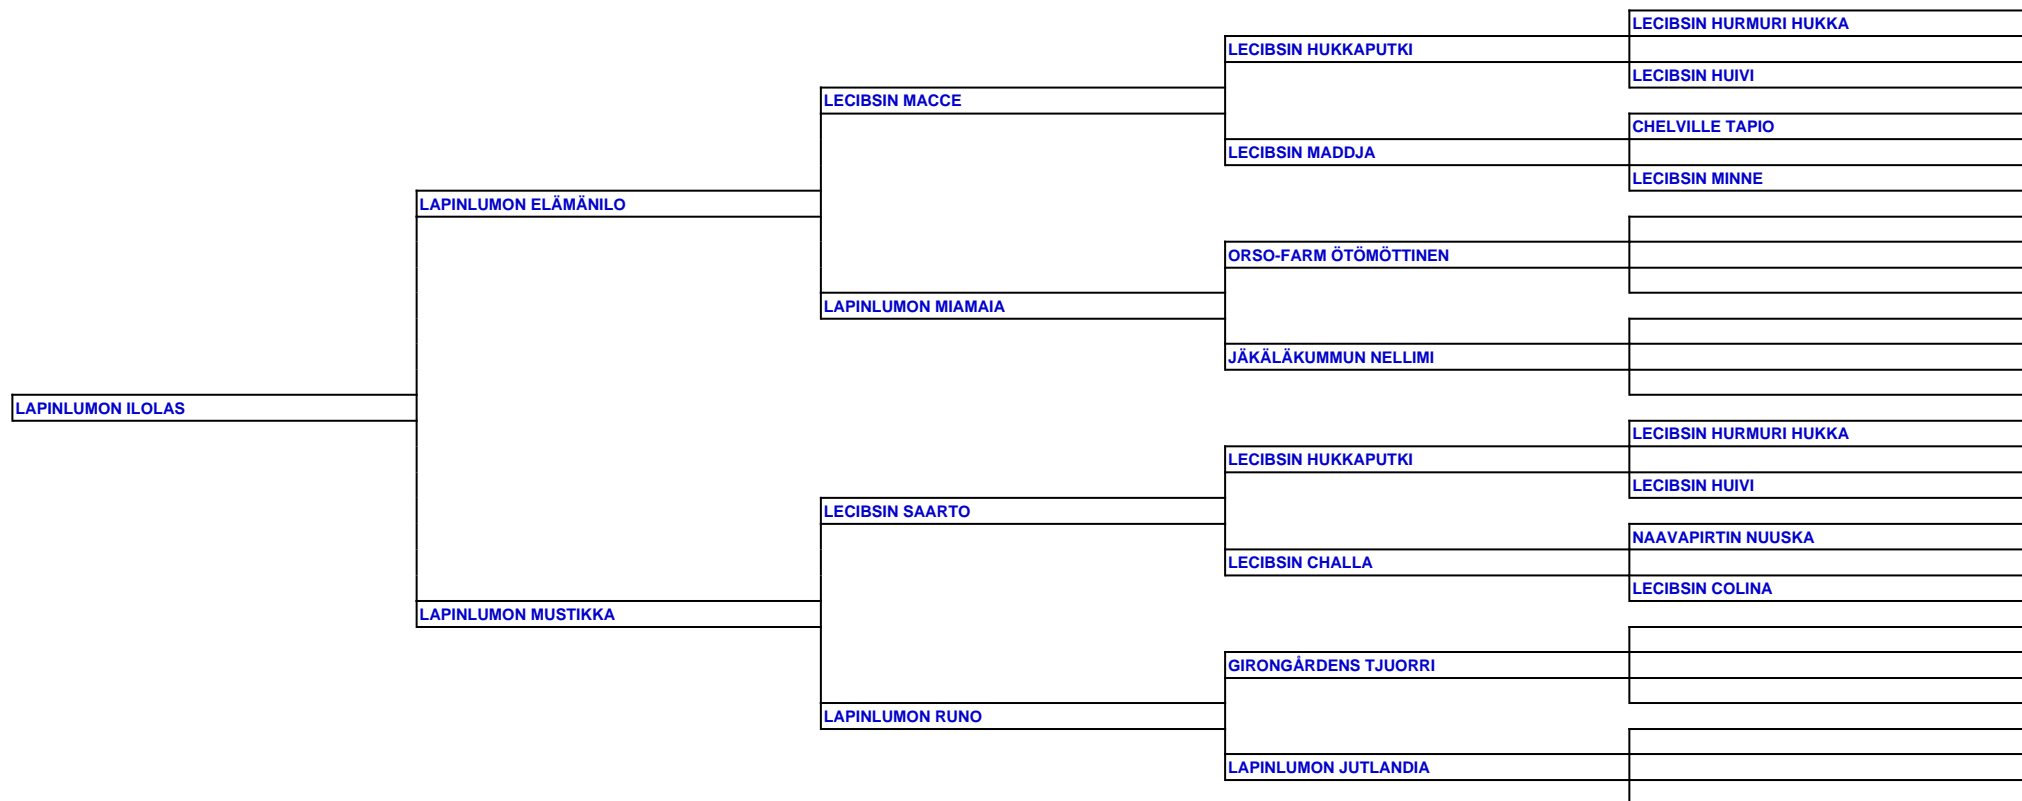 LECIBSIN HURMURI HUKKA
LECIBSIN HUKKAPUTKI
LECIBSIN HUIVI
LECIBSIN MACCE
CHELVILLE TAPIO
LECIBSIN MADDJA
LECIBSIN MINNE
LAPINLUMON ELÄMÄNILO
ORSO-FARM ÖTÖMÖTTINEN
LAPINLUMON MIAMAIA
JÄKÄLÄKUMMUN NELLIMI
LAPINLUMON ILOLAS
LECIBSIN HURMURI HUKKA
LECIBSIN HUKKAPUTKI
LECIBSIN HUIVI
LECIBSIN SAARTO
NAAVAPIRTIN NUUSKA
LECIBSIN CHALLA
LECIBSIN COLINA
LAPINLUMON MUSTIKKA
GIRONGÅRDENS TJUORRI
LAPINLUMON RUNO
LAPINLUMON JUTLANDIA